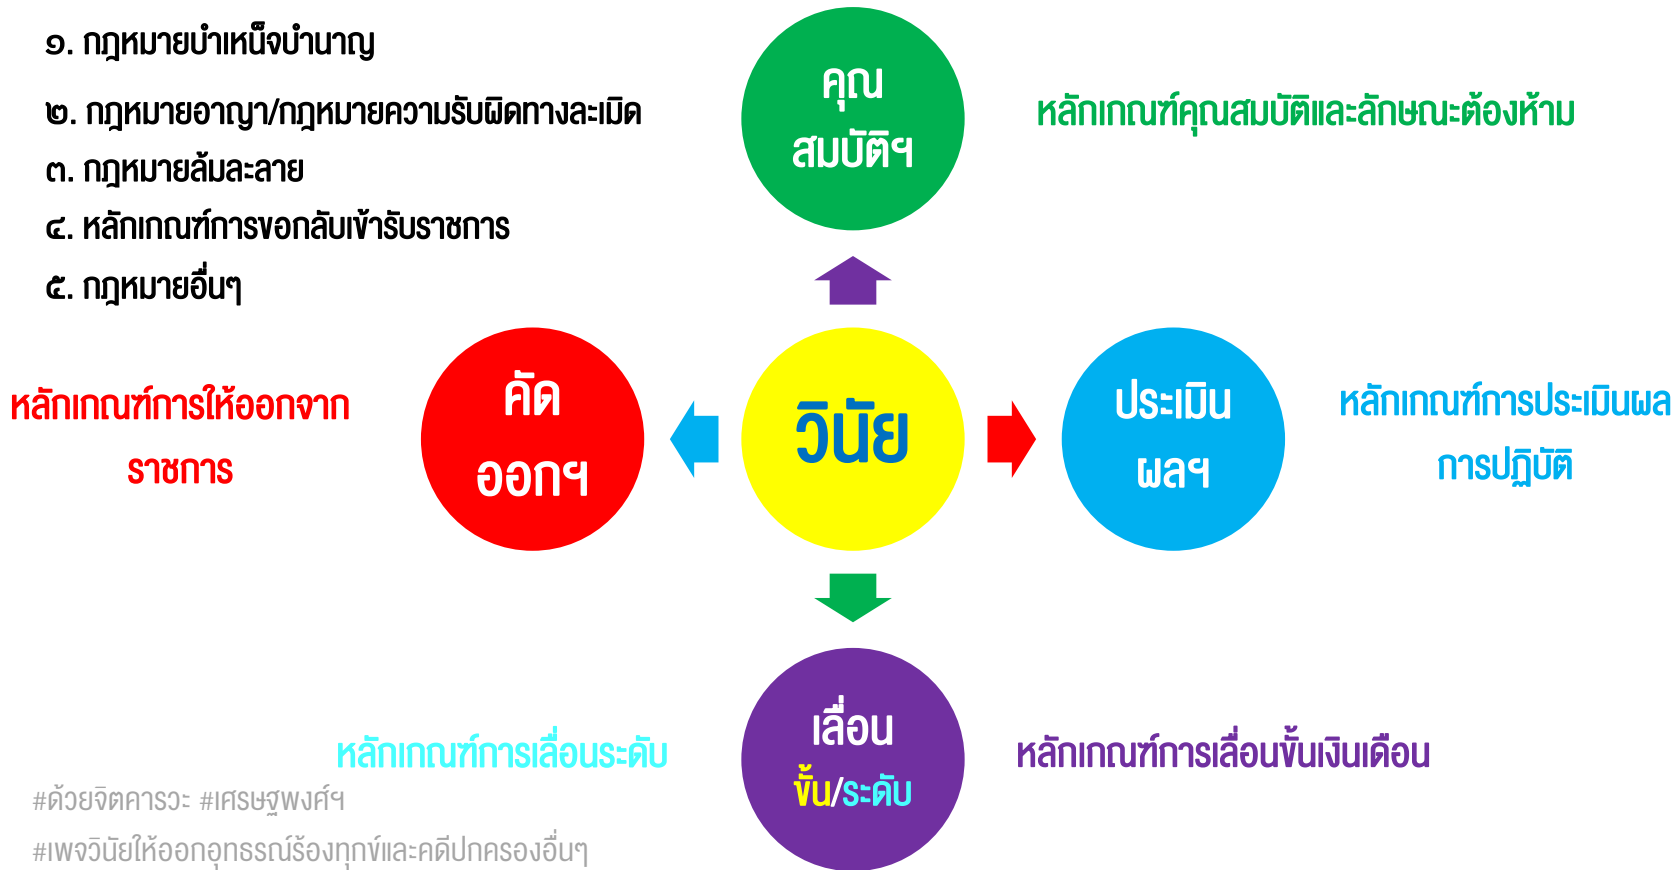 ๑. กฎหมายบำเหน็จบำนาญ
๒. กฎหมายอาญา/กฎหมายความรับผิดทางละเมิด
๓. กฎหมายล้มละลาย
๔. หลักเกณฑ์การขอกลับเข้ารับราชการ
๕. กฎหมายอื่นๆ
คุณ
สมบัติฯ
หลักเกณฑ์คุณสมบัติและลักษณะต้องห้าม
หลักเกณฑ์การให้ออกจาก
ราชการ
คัด
ออกฯ
วินัย
ประเมิน
ผลฯ
หลักเกณฑ์การประเมินผล
การปฏิบัติ
หลักเกณฑ์การเลื่อนระดับ
เลื่อน
ขั้น/ระดับ
หลักเกณฑ์การเลื่อนขั้นเงินเดือน
#ด้วยจิตคารวะ #เศรษฐพงศ์ฯ
#เพจวินัยให้ออกอุทธรณ์ร้องทุกข์และคดีปกครองอื่นๆ